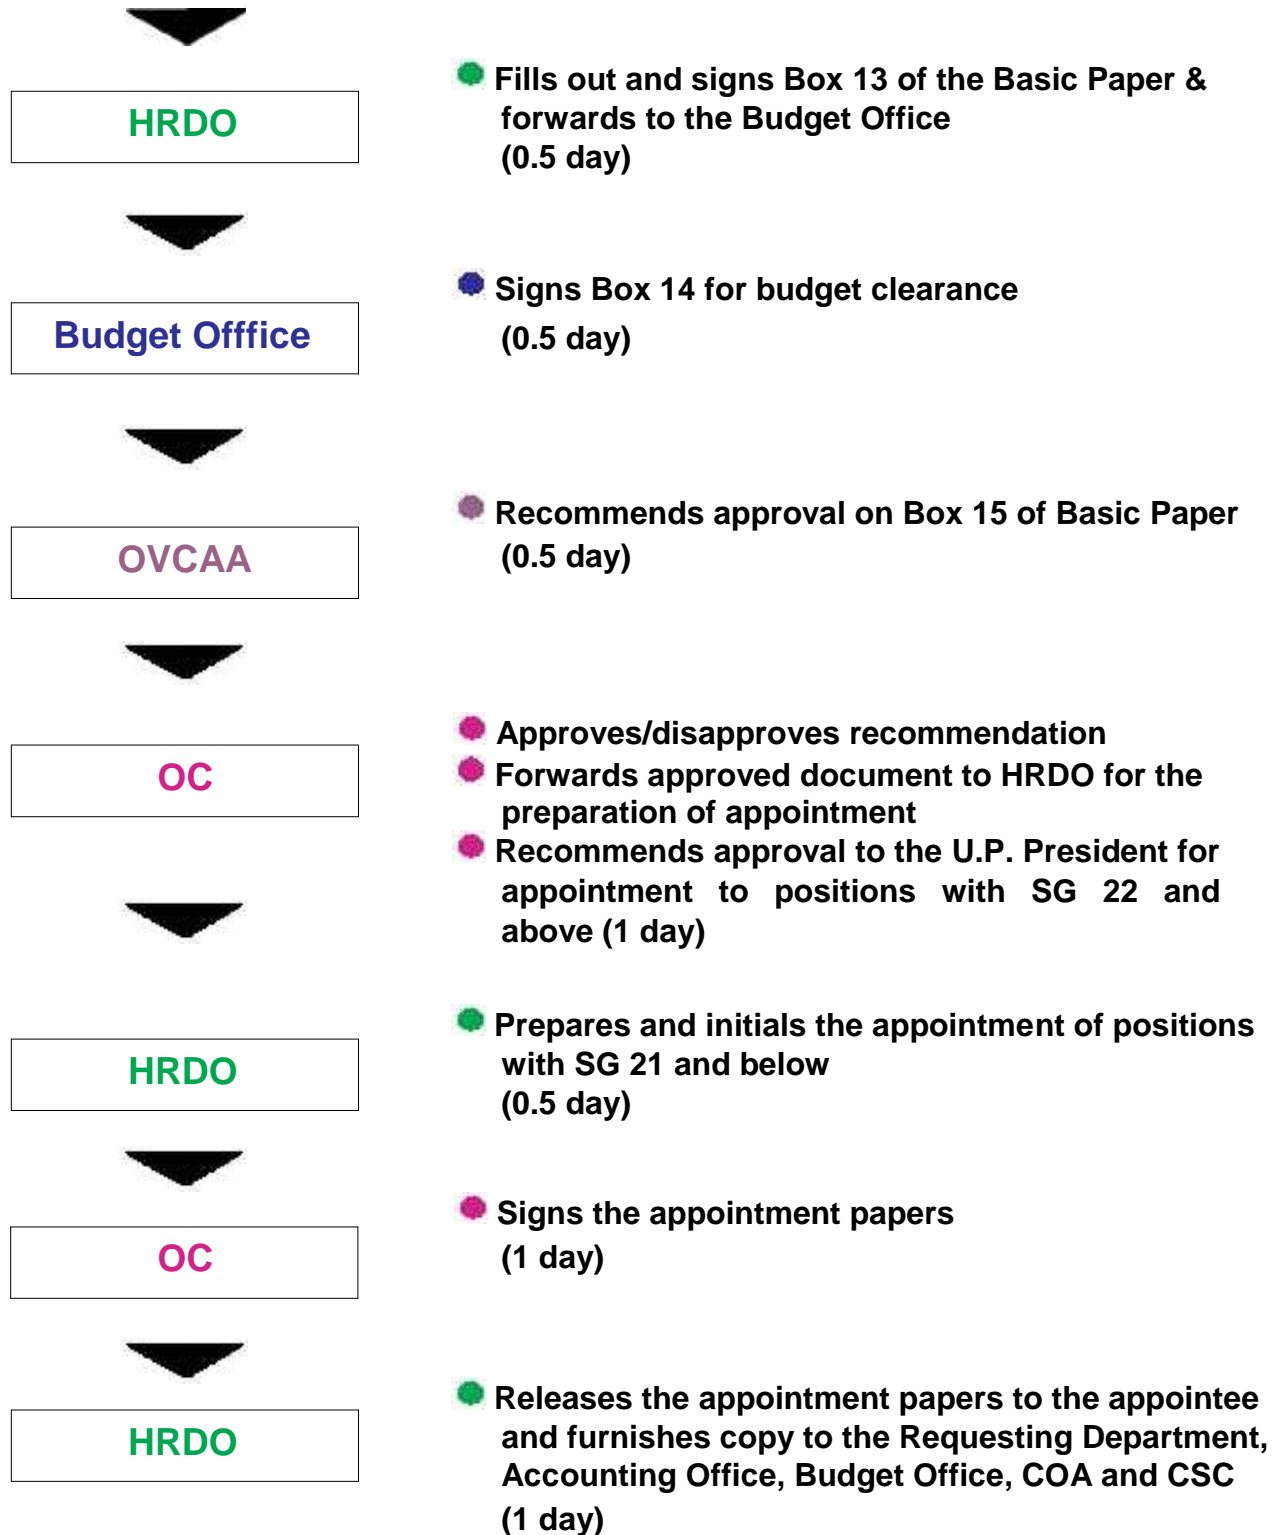 HRDO
Fills out and signs Box 13 of the Basic Paper &
forwards to the Budget Office
(0.5 day)
Budget Offfice
Signs Box 14 for budget clearance
(0.5 day)
OVCAA
Recommends approval on Box 15 of Basic Paper
(0.5 day)
OC
Approves/disapproves recommendation
Forwards approved document to HRDO for the
preparation of appointment
Recommends approval to the U.P. President for
appointment to positions with SG 22 and
above (1 day)
HRDO
Prepares and initials the appointment of positions
with SG 21 and below
(0.5 day)
OC
Signs the appointment papers
(1 day)
HRDO
Releases the appointment papers to the appointee
and furnishes copy to the Requesting Department,
Accounting Office, Budget Office, COA and CSC
(1 day)